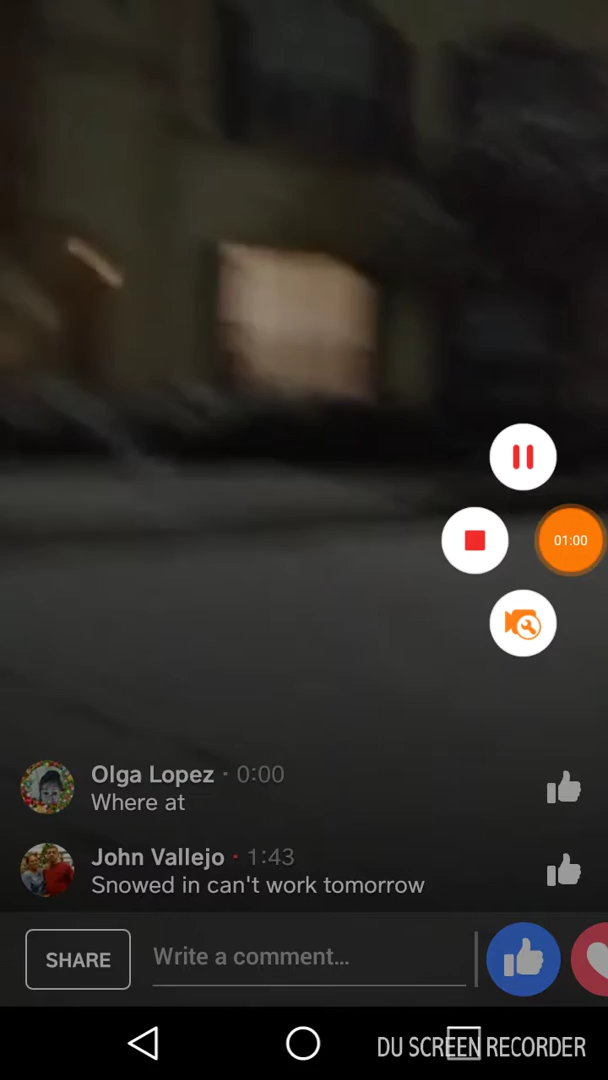 01:00
Olga Lopez · 0:00
Where at
John Vallejo · 1:43
Snowed in can't work tomorrow
SHARE
Write a comment...
DU SCREEN RECORDER